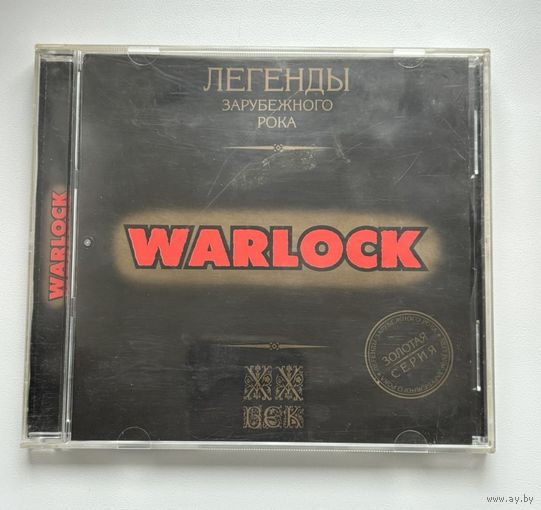 WARLOCK
ЛЕГЕНДЫ
ЗАРУБЕЖНОГО
РОКА
WARLOCK
ЗОЛОТАЯ
СЕРИЯ
XX
ВЕК
www.ay.by